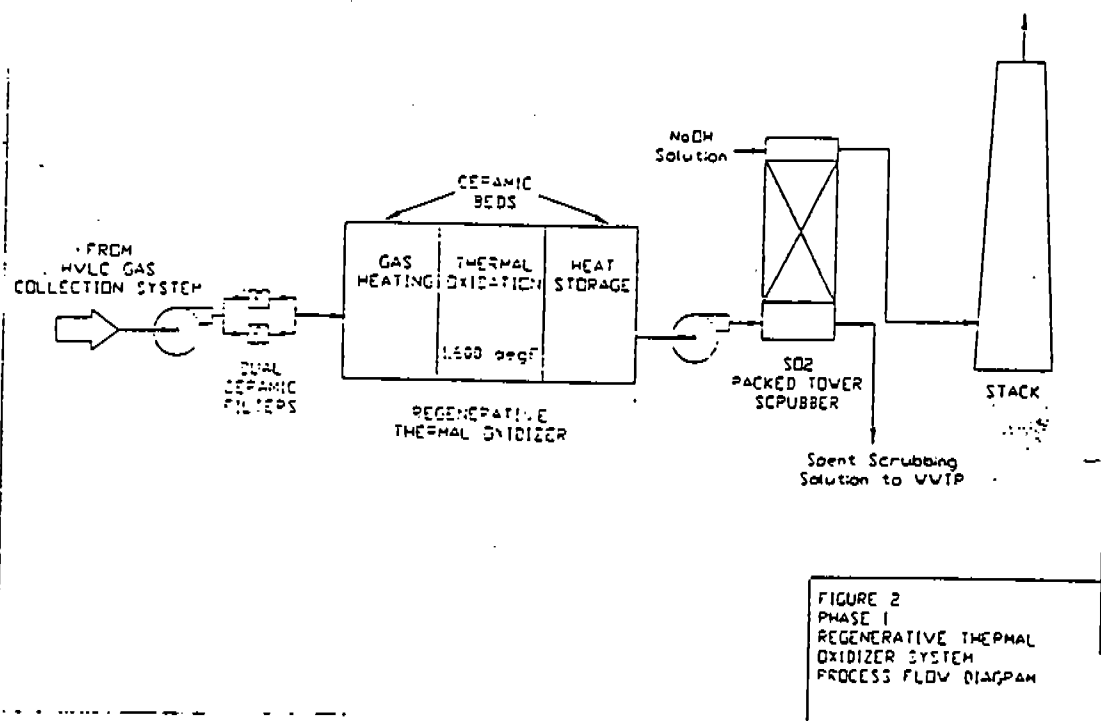 NaOH
Solution
CERAMIC
BEDS
FROM
HVLC GAS
COLLECTION SYSTEM
GAS
HEATING
THERMAL
OXIDATION
HEAT
STORAGE
1,600 degF
DUAL
CERAMIC
FILTERS
REGENERATIVE
THERMAL OXIDIZER
SO2
PACKED TOWER
SCRUBBER
STACK
Spent Scrubbing
Solution to WWTP
FIGURE 2
PHASE 1
REGENERATIVE THERMAL
OXIDIZER SYSTEM
PROCESS FLOW DIAGRAM